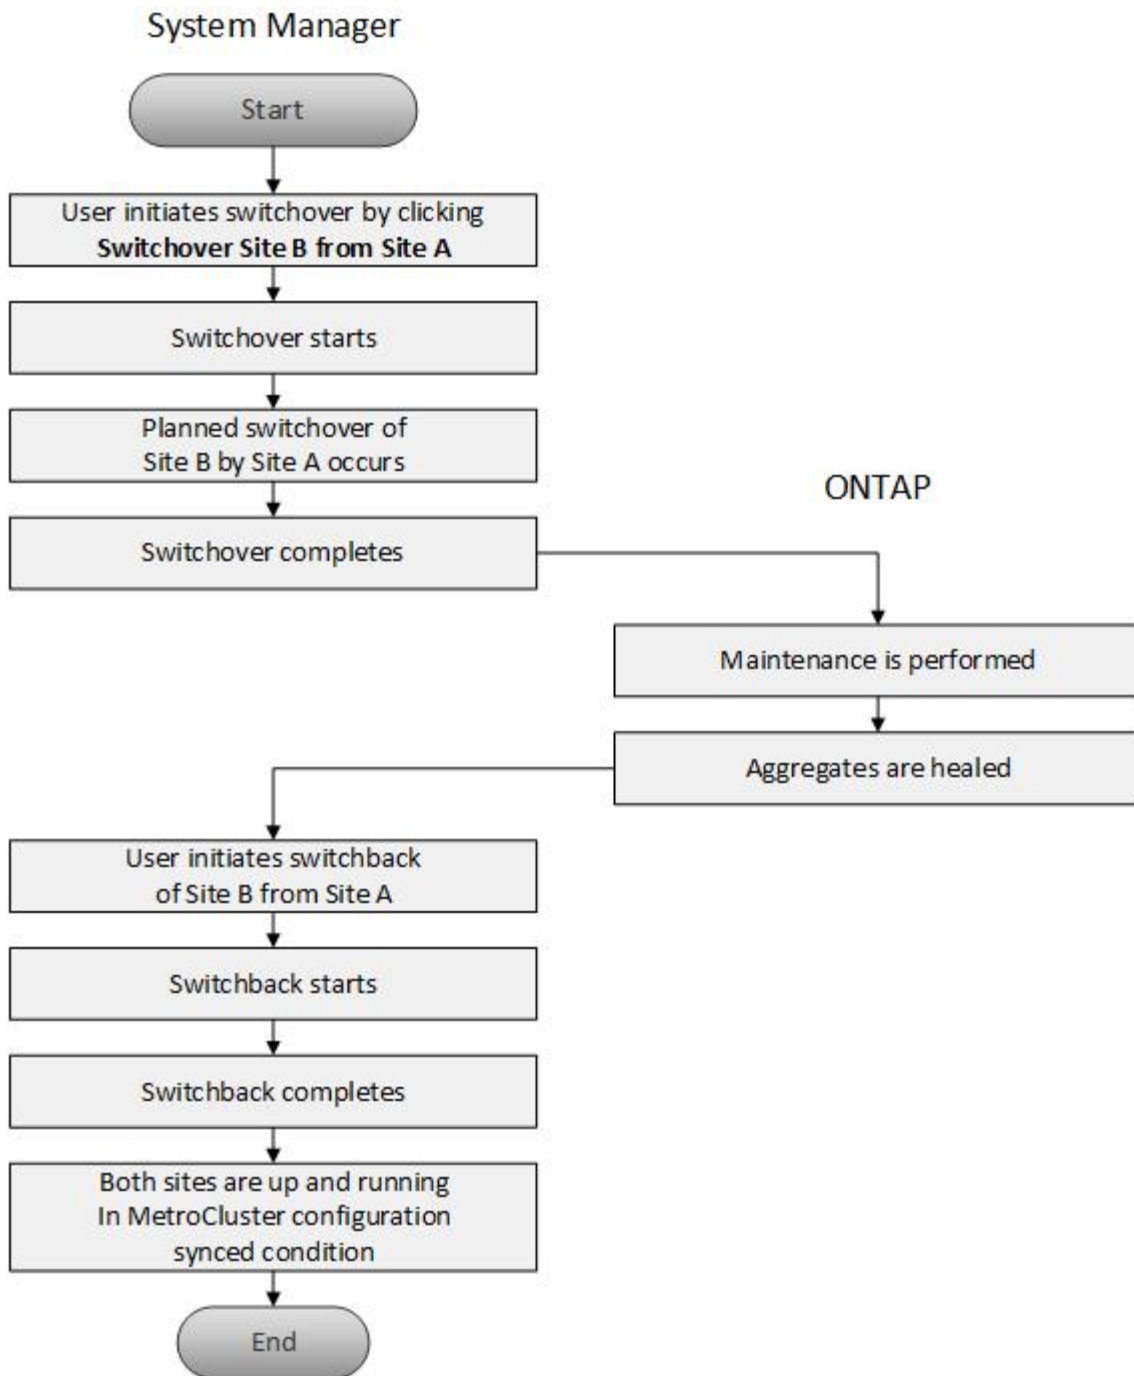 System Manager
Start
User initiates switchover by clicking
Switchover Site B from Site A
Switchover starts
Planned switchover of
Site B by Site A occurs
ONTAP
Switchover completes
Maintenance is performed
Aggregates are healed
User initiates switchback
of Site B from Site A
Switchback starts
Switchback completes
Both sites are up and running
In MetroCluster configuration
synced condition
End